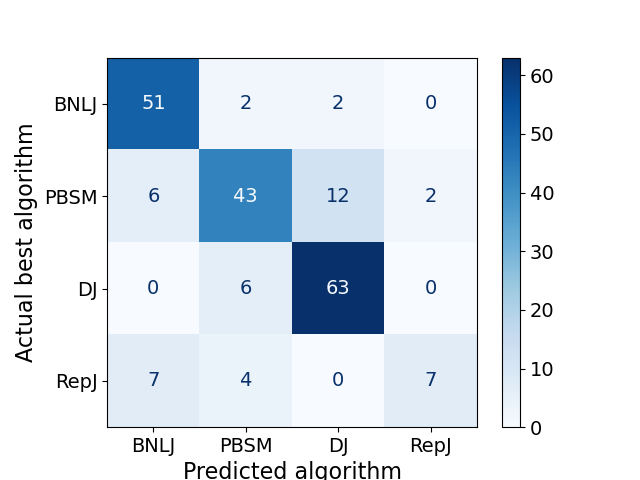 BNLJ 51 2 2 0
PBSM 6 43 12 2
DJ 0 6 63 0
RepJ 7 4 0 7
BNLJ PBSM DJ RepJ
Predicted algorithm
Actual best algorithm
60
50
40
30
20
10
0